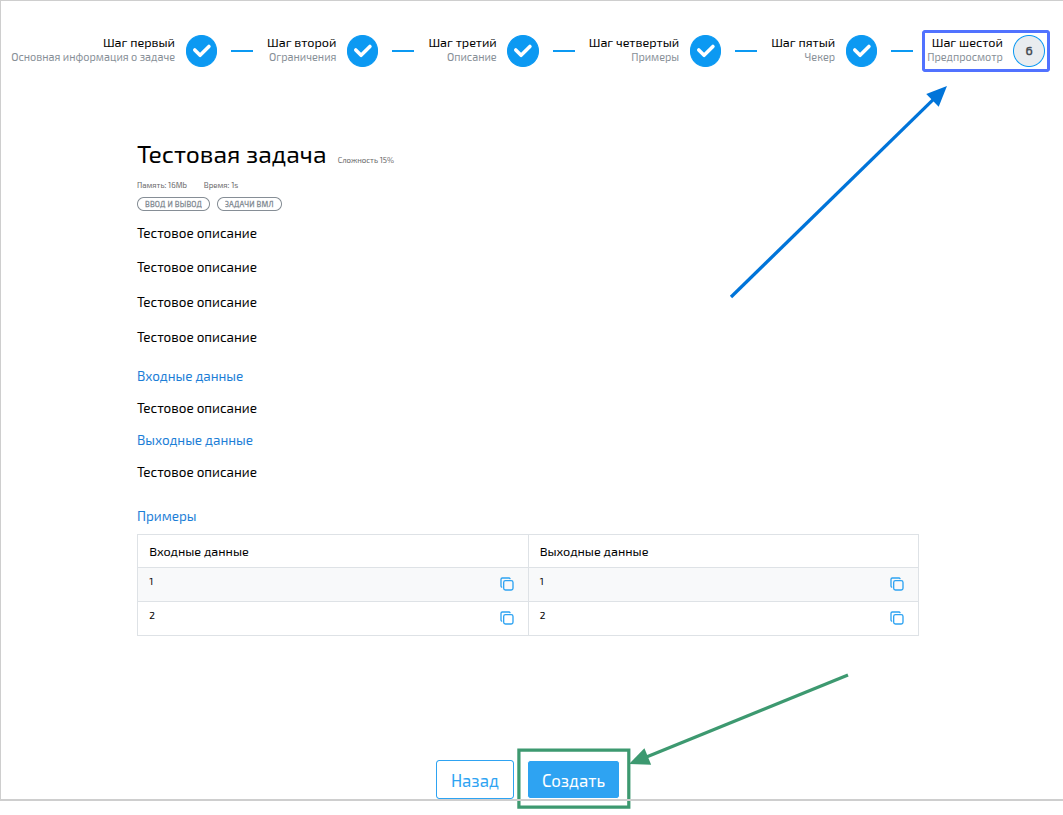 Шаг первый
Основная информация о задаче
Шаг второй
Ограничения
Шаг третий
Описание
Шаг четвертый
Примеры
Шаг пятый
Чекер
Шаг шестой
Предпросмотр
6
Тестовая задача Сложность 15%
Память: 16Mb Время: 1s
ВВОД И ВЫВОД ЗАДАЧИ ВМЛ
Тестовое описание
Тестовое описание
Тестовое описание
Тестовое описание
Входные данные
Тестовое описание
Выходные данные
Тестовое описание
Примеры
Входные данные Выходные данные
1 1
2 2
Назад Создать